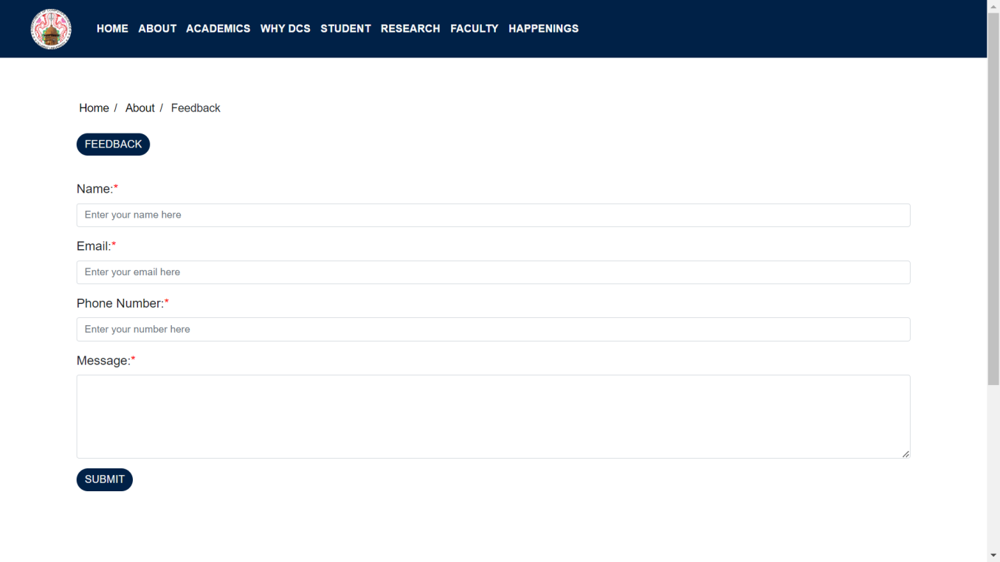 HOME ABOUT ACADEMICS WHY DCS STUDENT RESEARCH FACULTY HAPPENINGS
Home / About / Feedback
FEEDBACK
Name:*
Enter your name here
Email:*
Enter your email here
Phone Number:*
Enter your number here
Message:*
SUBMIT